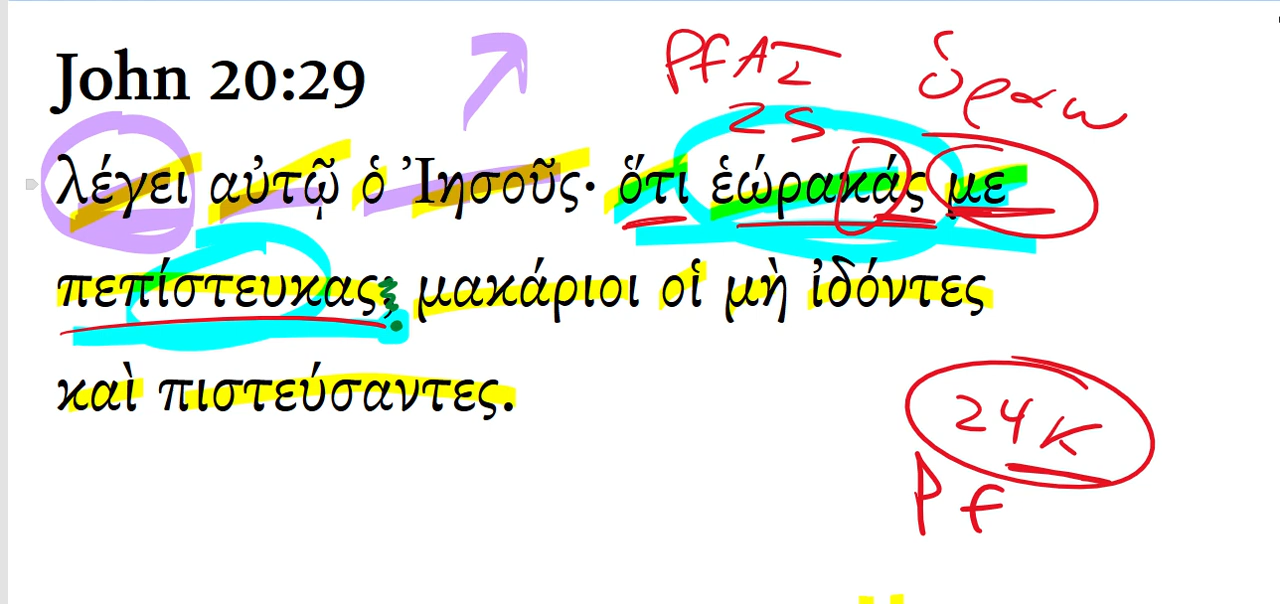 John 20:29
PfAI ὁραω
2S
λέγει αὐτῷ ὁ Ἰησοῦς· ὅτι ἑώρακάς με
πεπίστευκας; μακάριοι οἱ μὴ ἰδόντες
καὶ πιστεύσαντες.
24K
Pf